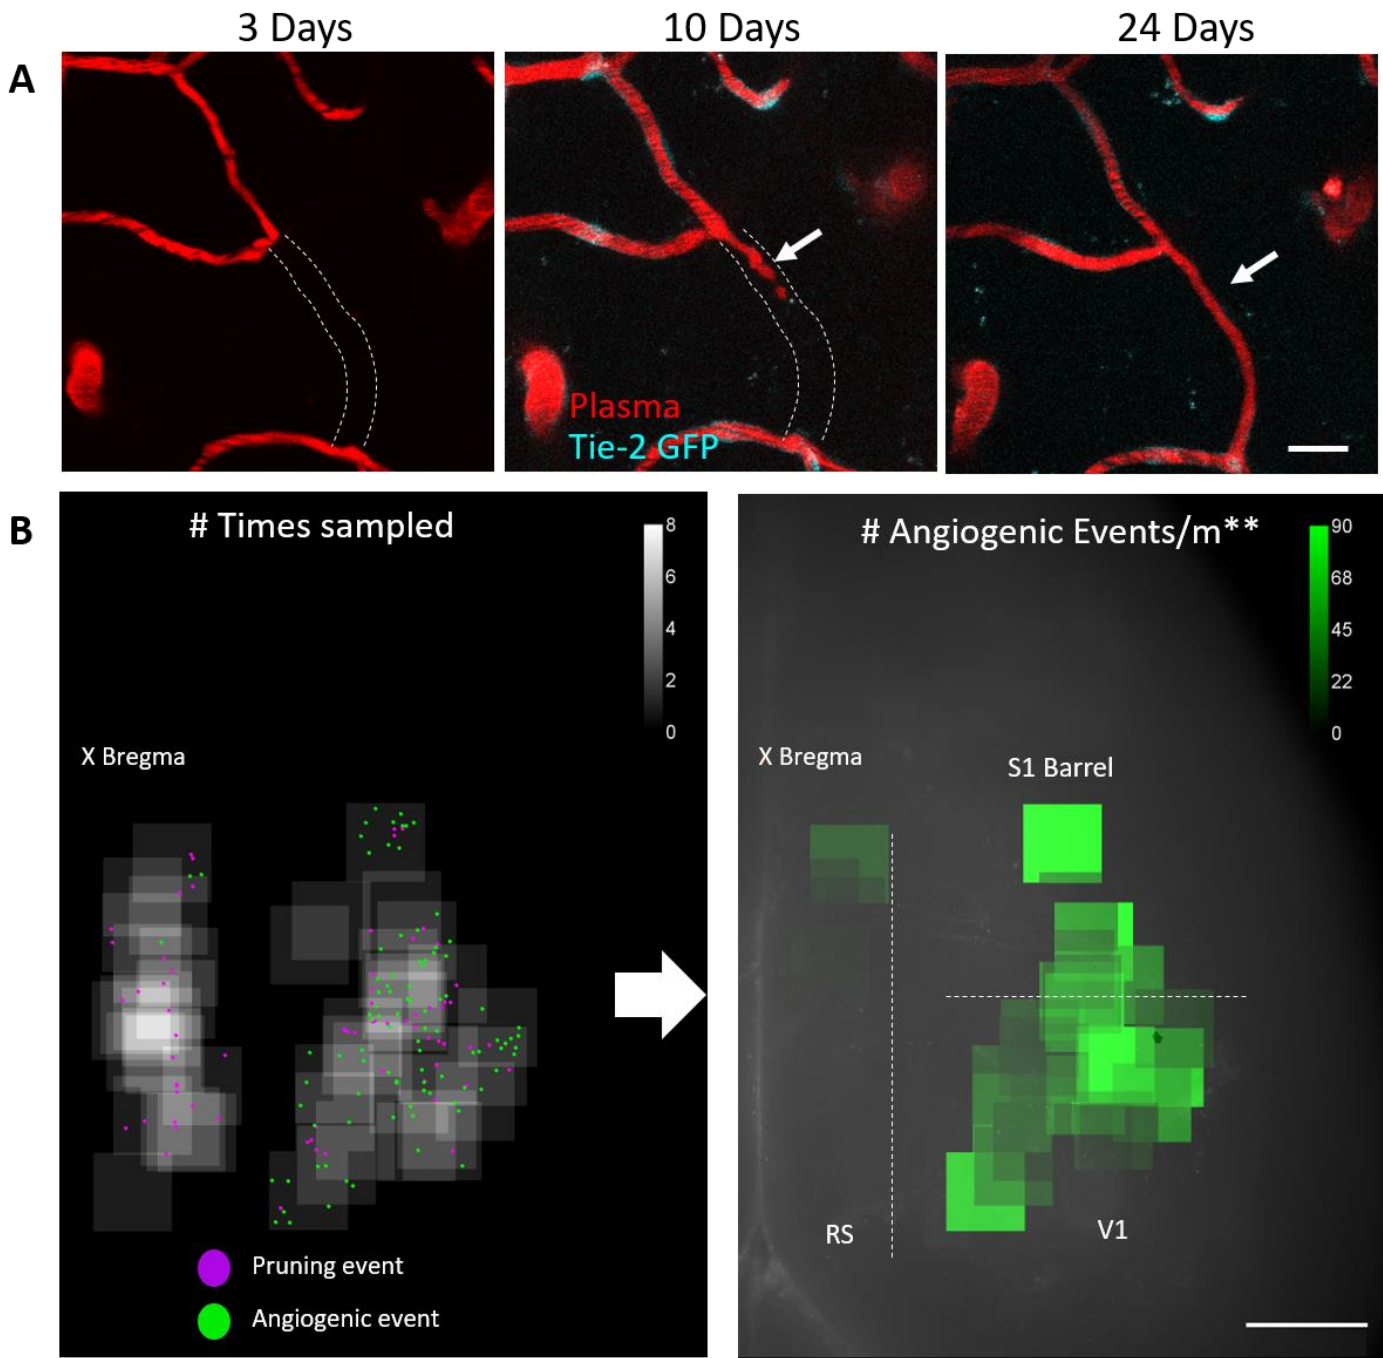 3 Days
10 Days
24 Days
A
Plasma
Tie-2 GFP
B
# Times sampled
8
6
4
2
0
X Bregma
Pruning event
Angiogenic event
# Angiogenic Events/m**
90
68
45
22
0
X Bregma
S1 Barrel
RS
V1